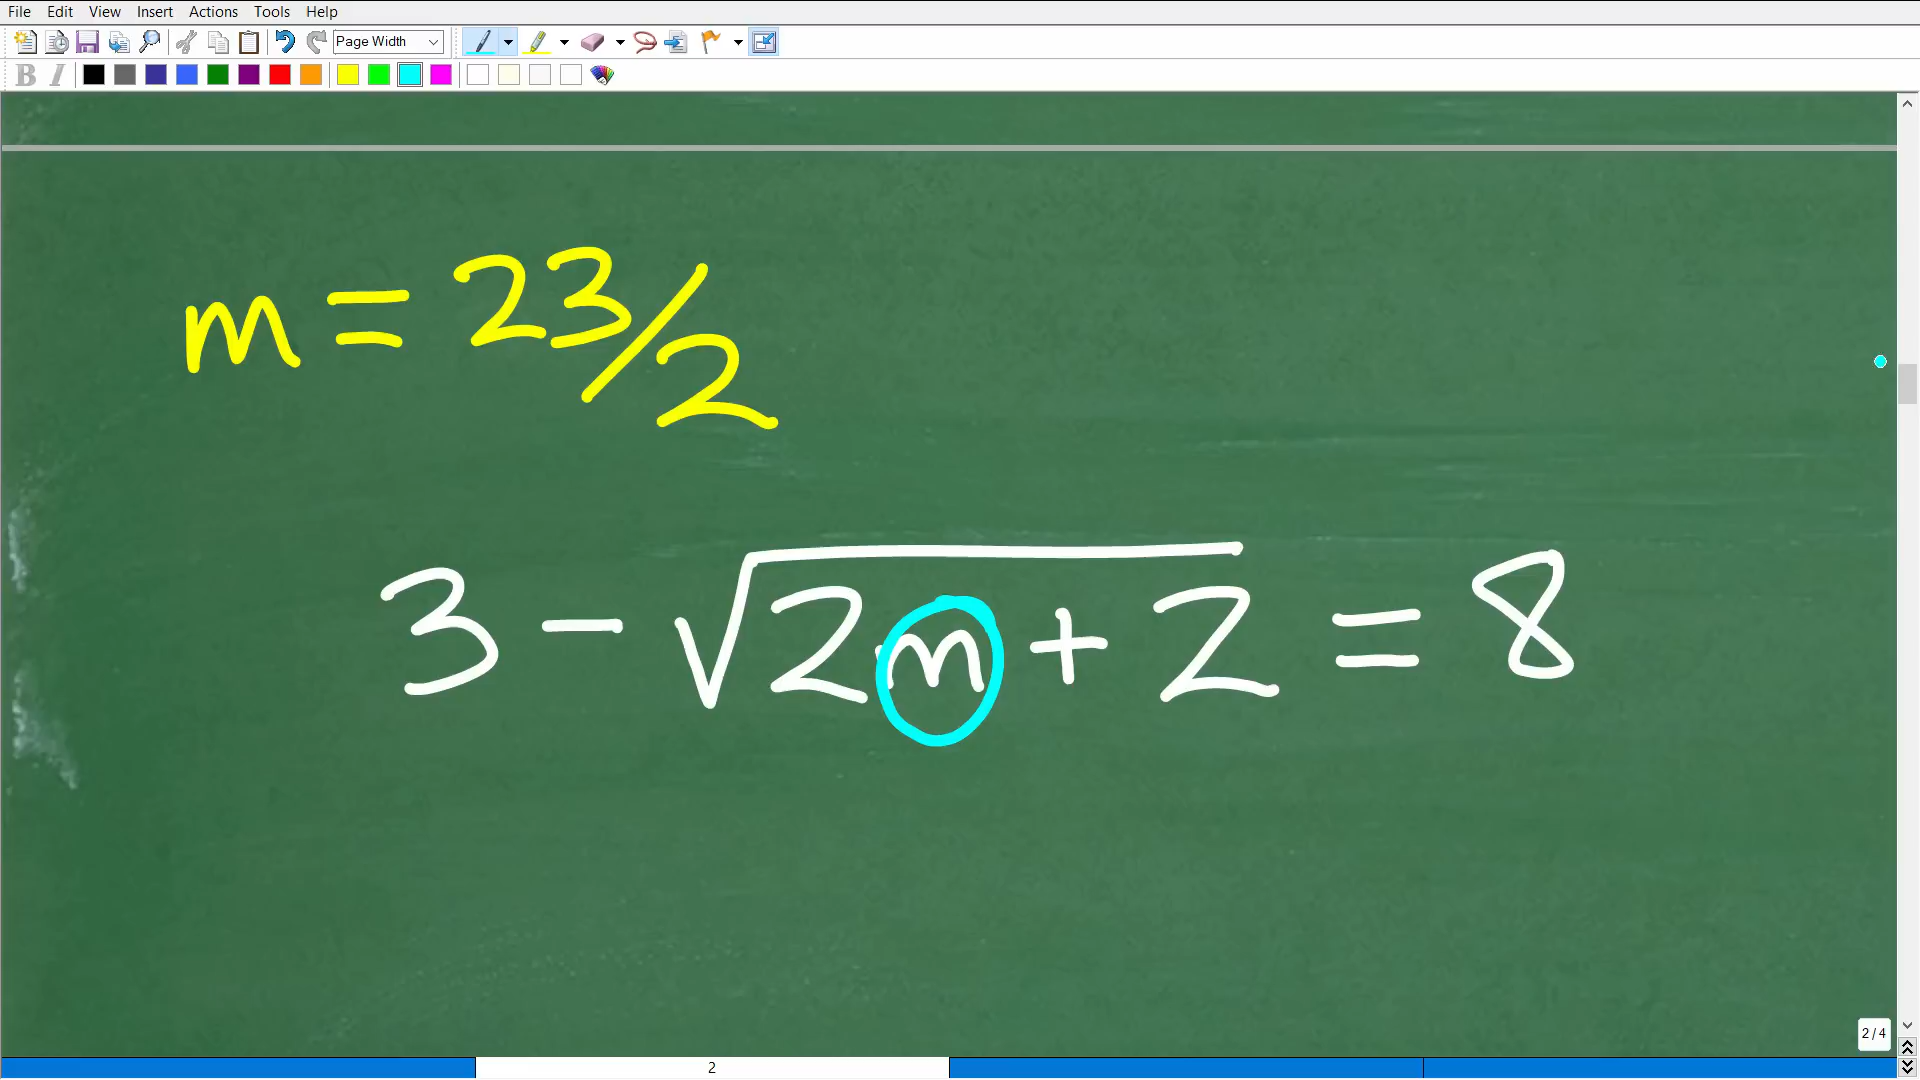 File Edit View Insert Actions Tools Help
Page Width
B I
m = 23/2
3 - √2m + 2 = 8
2 / 4
2